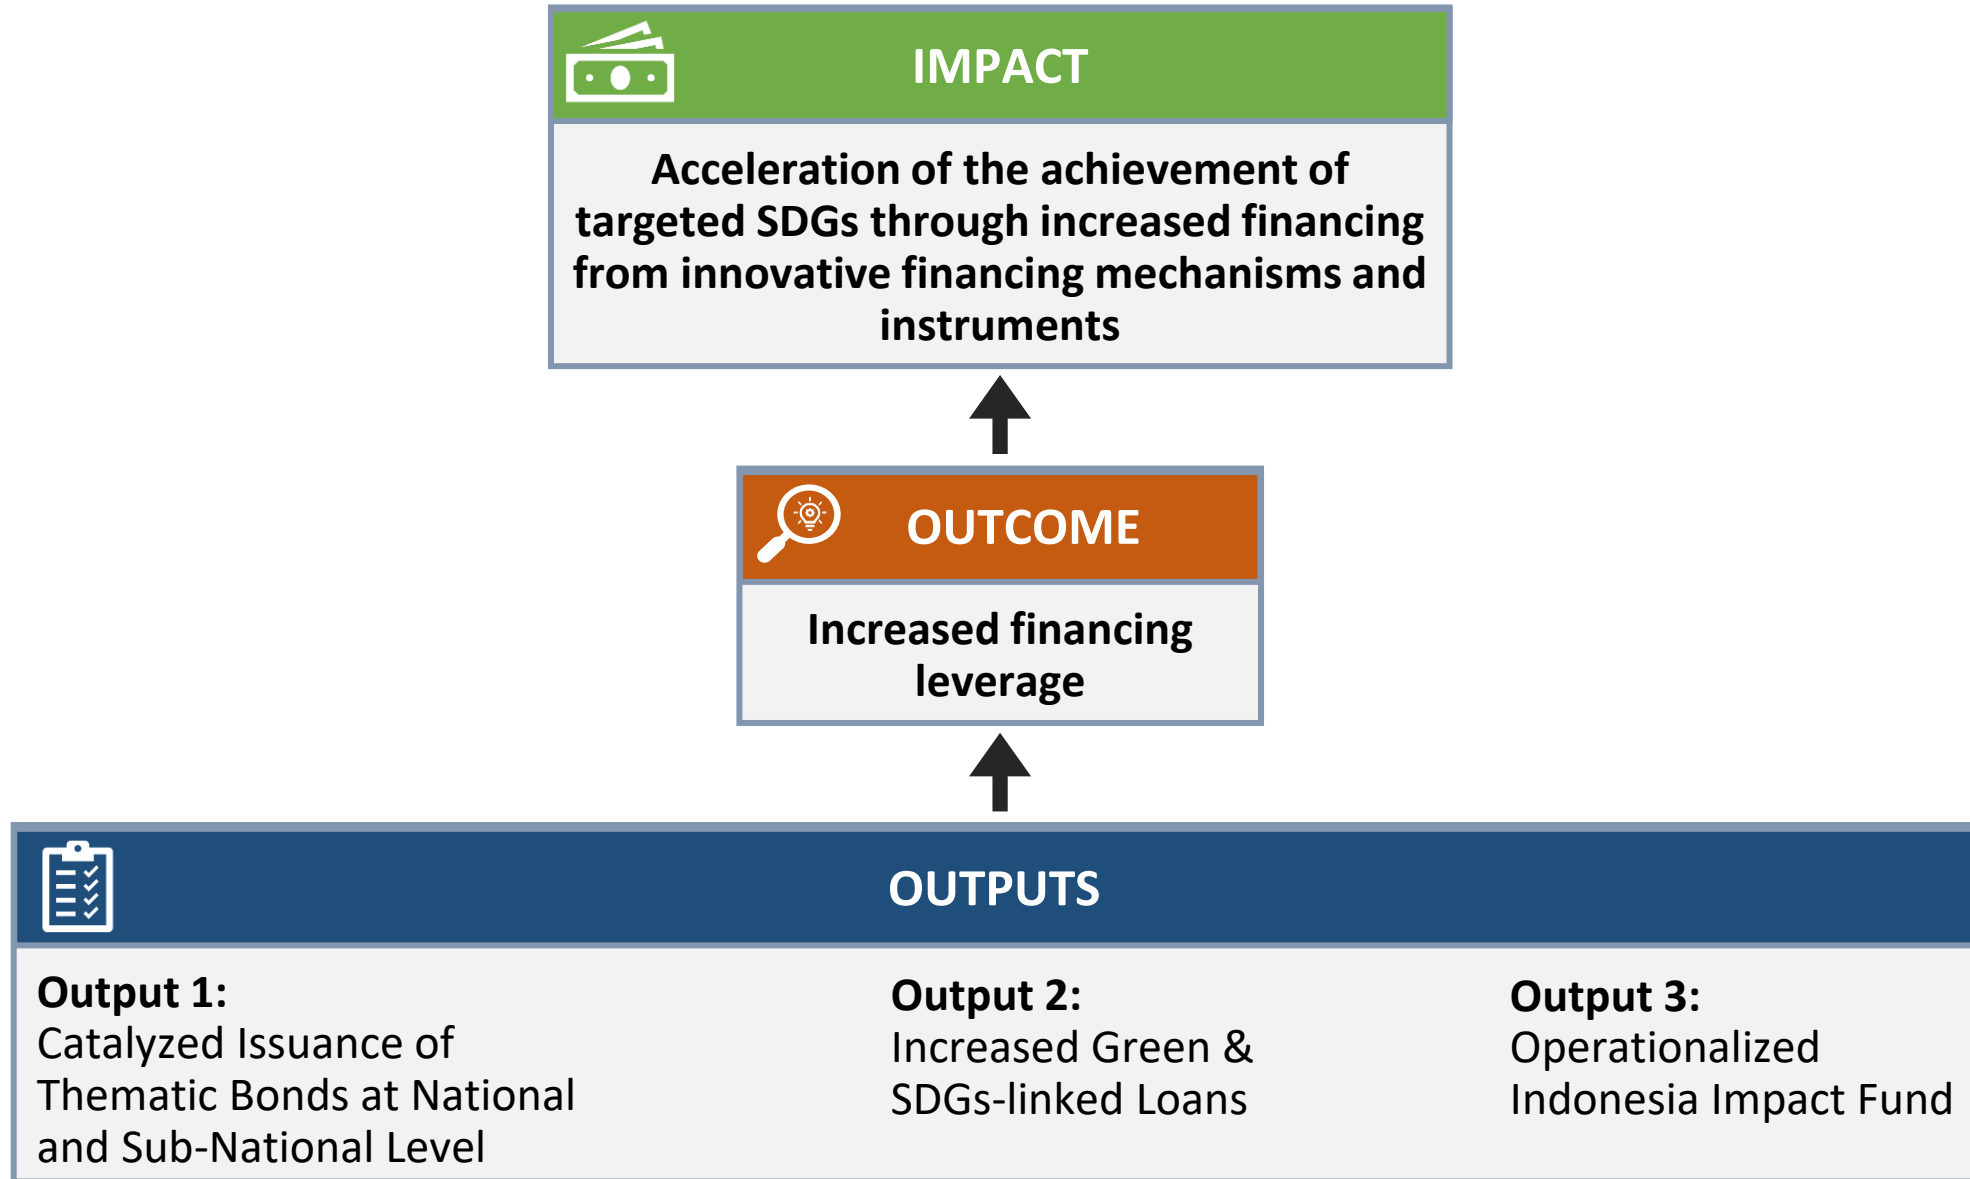 IMPACT
Acceleration of the achievement of
targeted SDGs through increased financing
from innovative financing mechanisms and
instruments
OUTCOME
Increased financing
leverage
OUTPUTS
Output 1:
Catalyzed Issuance of
Thematic Bonds at National
and Sub-National Level
Output 2:
Increased Green &
SDGs-linked Loans
Output 3:
Operationalized
Indonesia Impact Fund